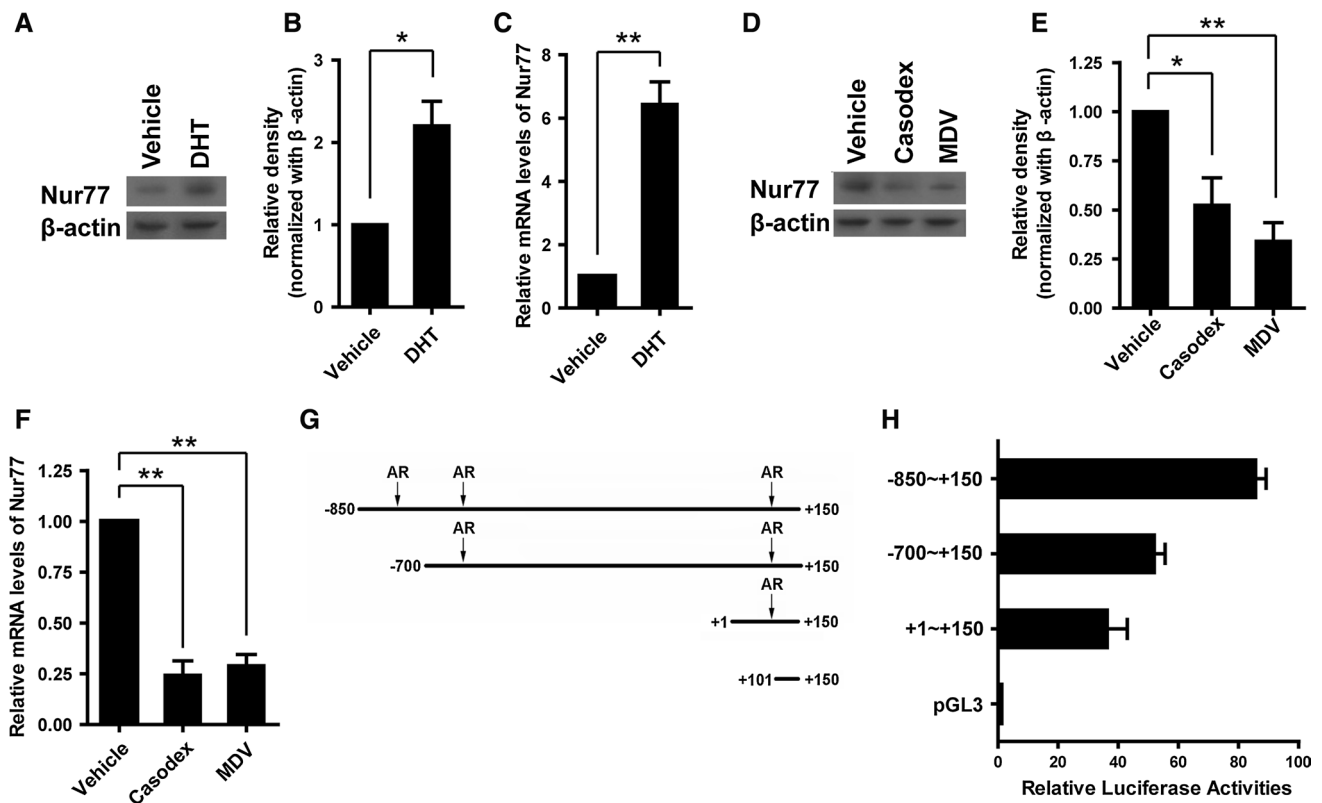 A
Vehicle
DHT
Nur77
β-actin
B
Relative density
(normalized with β -actin)
3
2
1
0
*
Vehicle
DHT
C
Relative mRNA levels of Nur77
8
6
4
2
0
**
Vehicle
DHT
D
Vehicle
Casodex
MDV
Nur77
β-actin
E
Relative density
(normalized with β -actin)
1.25
1.00
0.75
0.50
0.25
0.00
**
*
Vehicle
Casodex
MDV
F
Relative mRNA levels of Nur77
1.25
1.00
0.75
0.50
0.25
0.00
**
**
Vehicle
Casodex
MDV
G
AR AR AR
-850 +150
AR AR
-700 +150
AR
+1 +150
+101 +150
H
-850~+150
-700~+150
+1~+150
pGL3
0 20 40 60 80 100
Relative Luciferase Activities